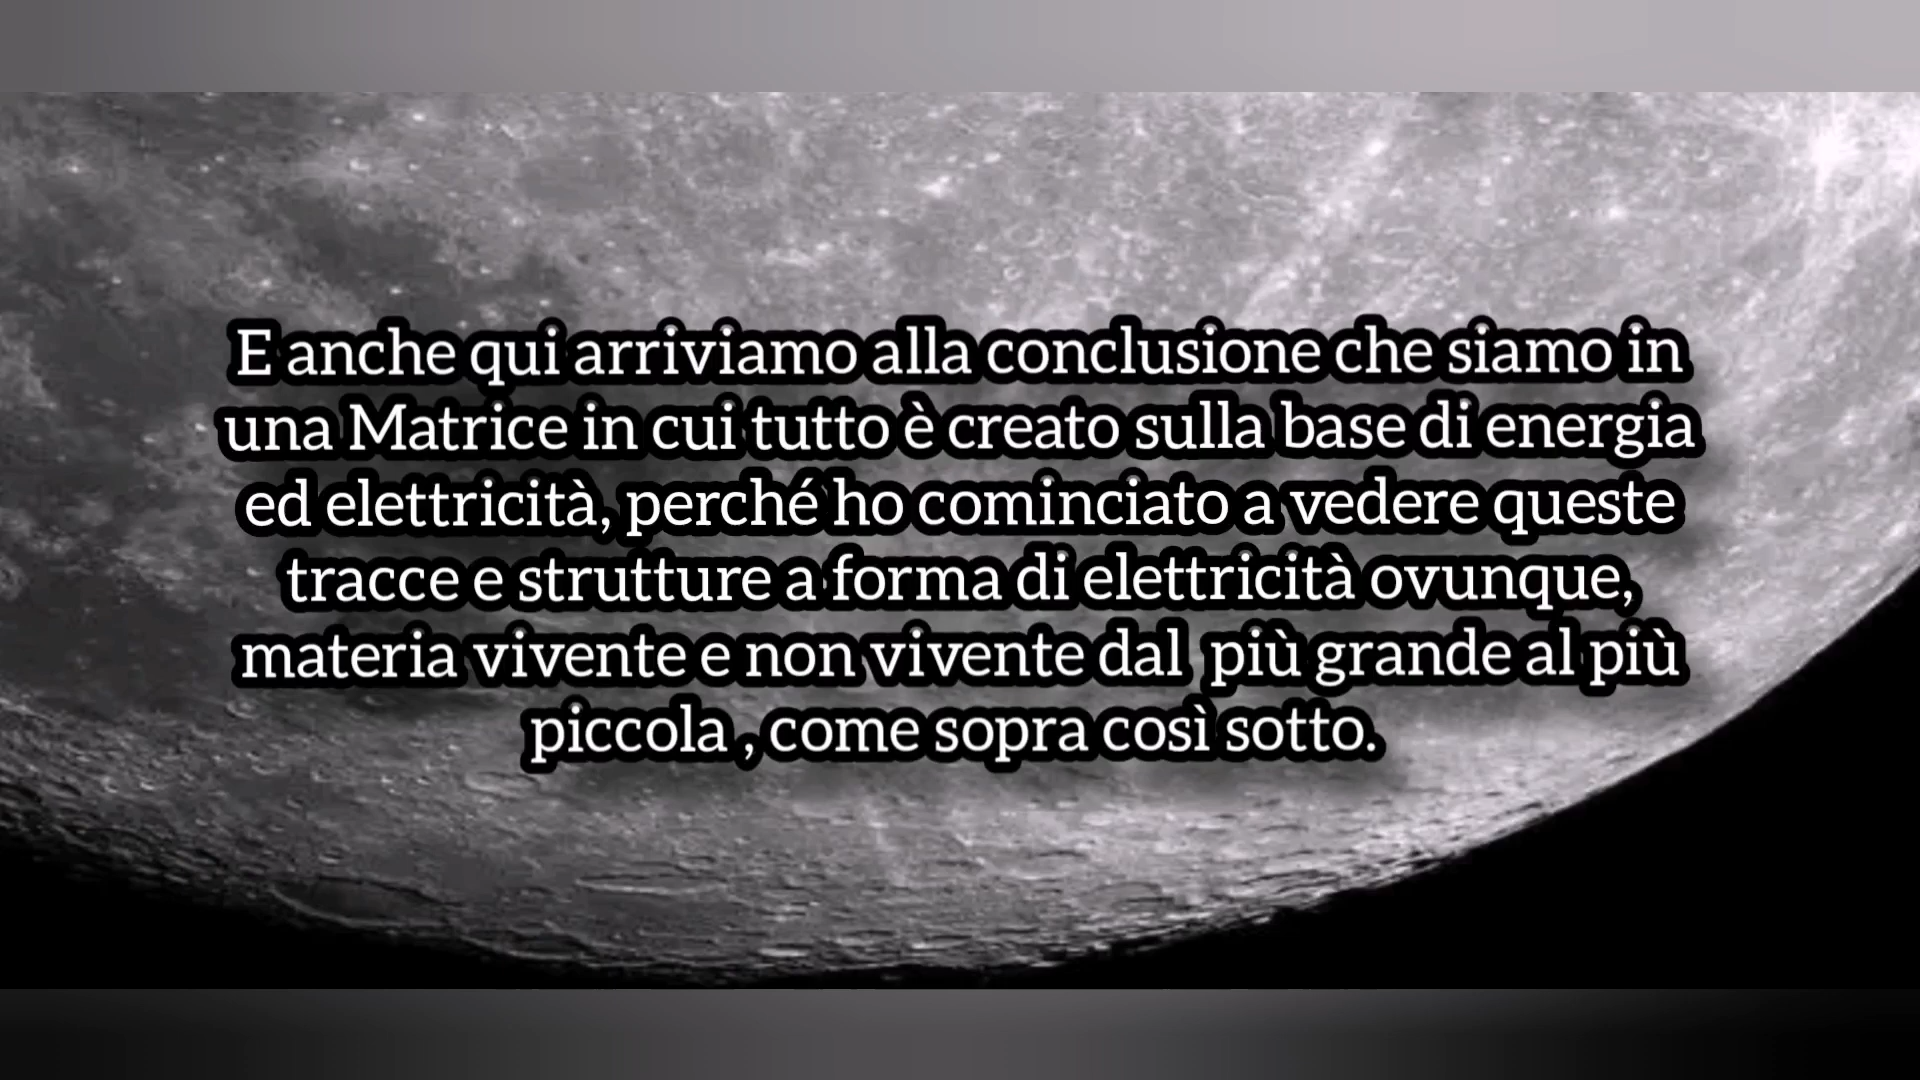 E anche qui arriviamo alla conclusione che siamo in
una Matrice in cui tutto è creato sulla base di energia
ed elettricità, perché ho cominciato a vedere queste
tracce e strutture a forma di elettricità ovunque,
materia vivente e non vivente dal  più grande al più
piccola , come sopra così sotto.